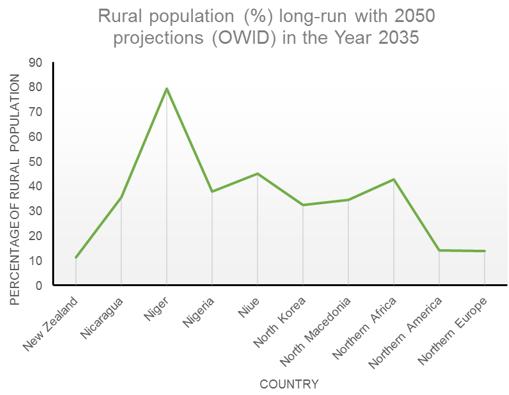 Rural population (%) long-run with 2050
projections (OWID) in the Year 2035
PERCENTAGE OF RURAL POPULATION
90
80
70
60
50
40
30
20
10
0
New Zealand
Nicaragua
Niger
Nigeria
Niue
North Korea
North Macedonia
Northern Africa
Northern America
Northern Europe
COUNTRY